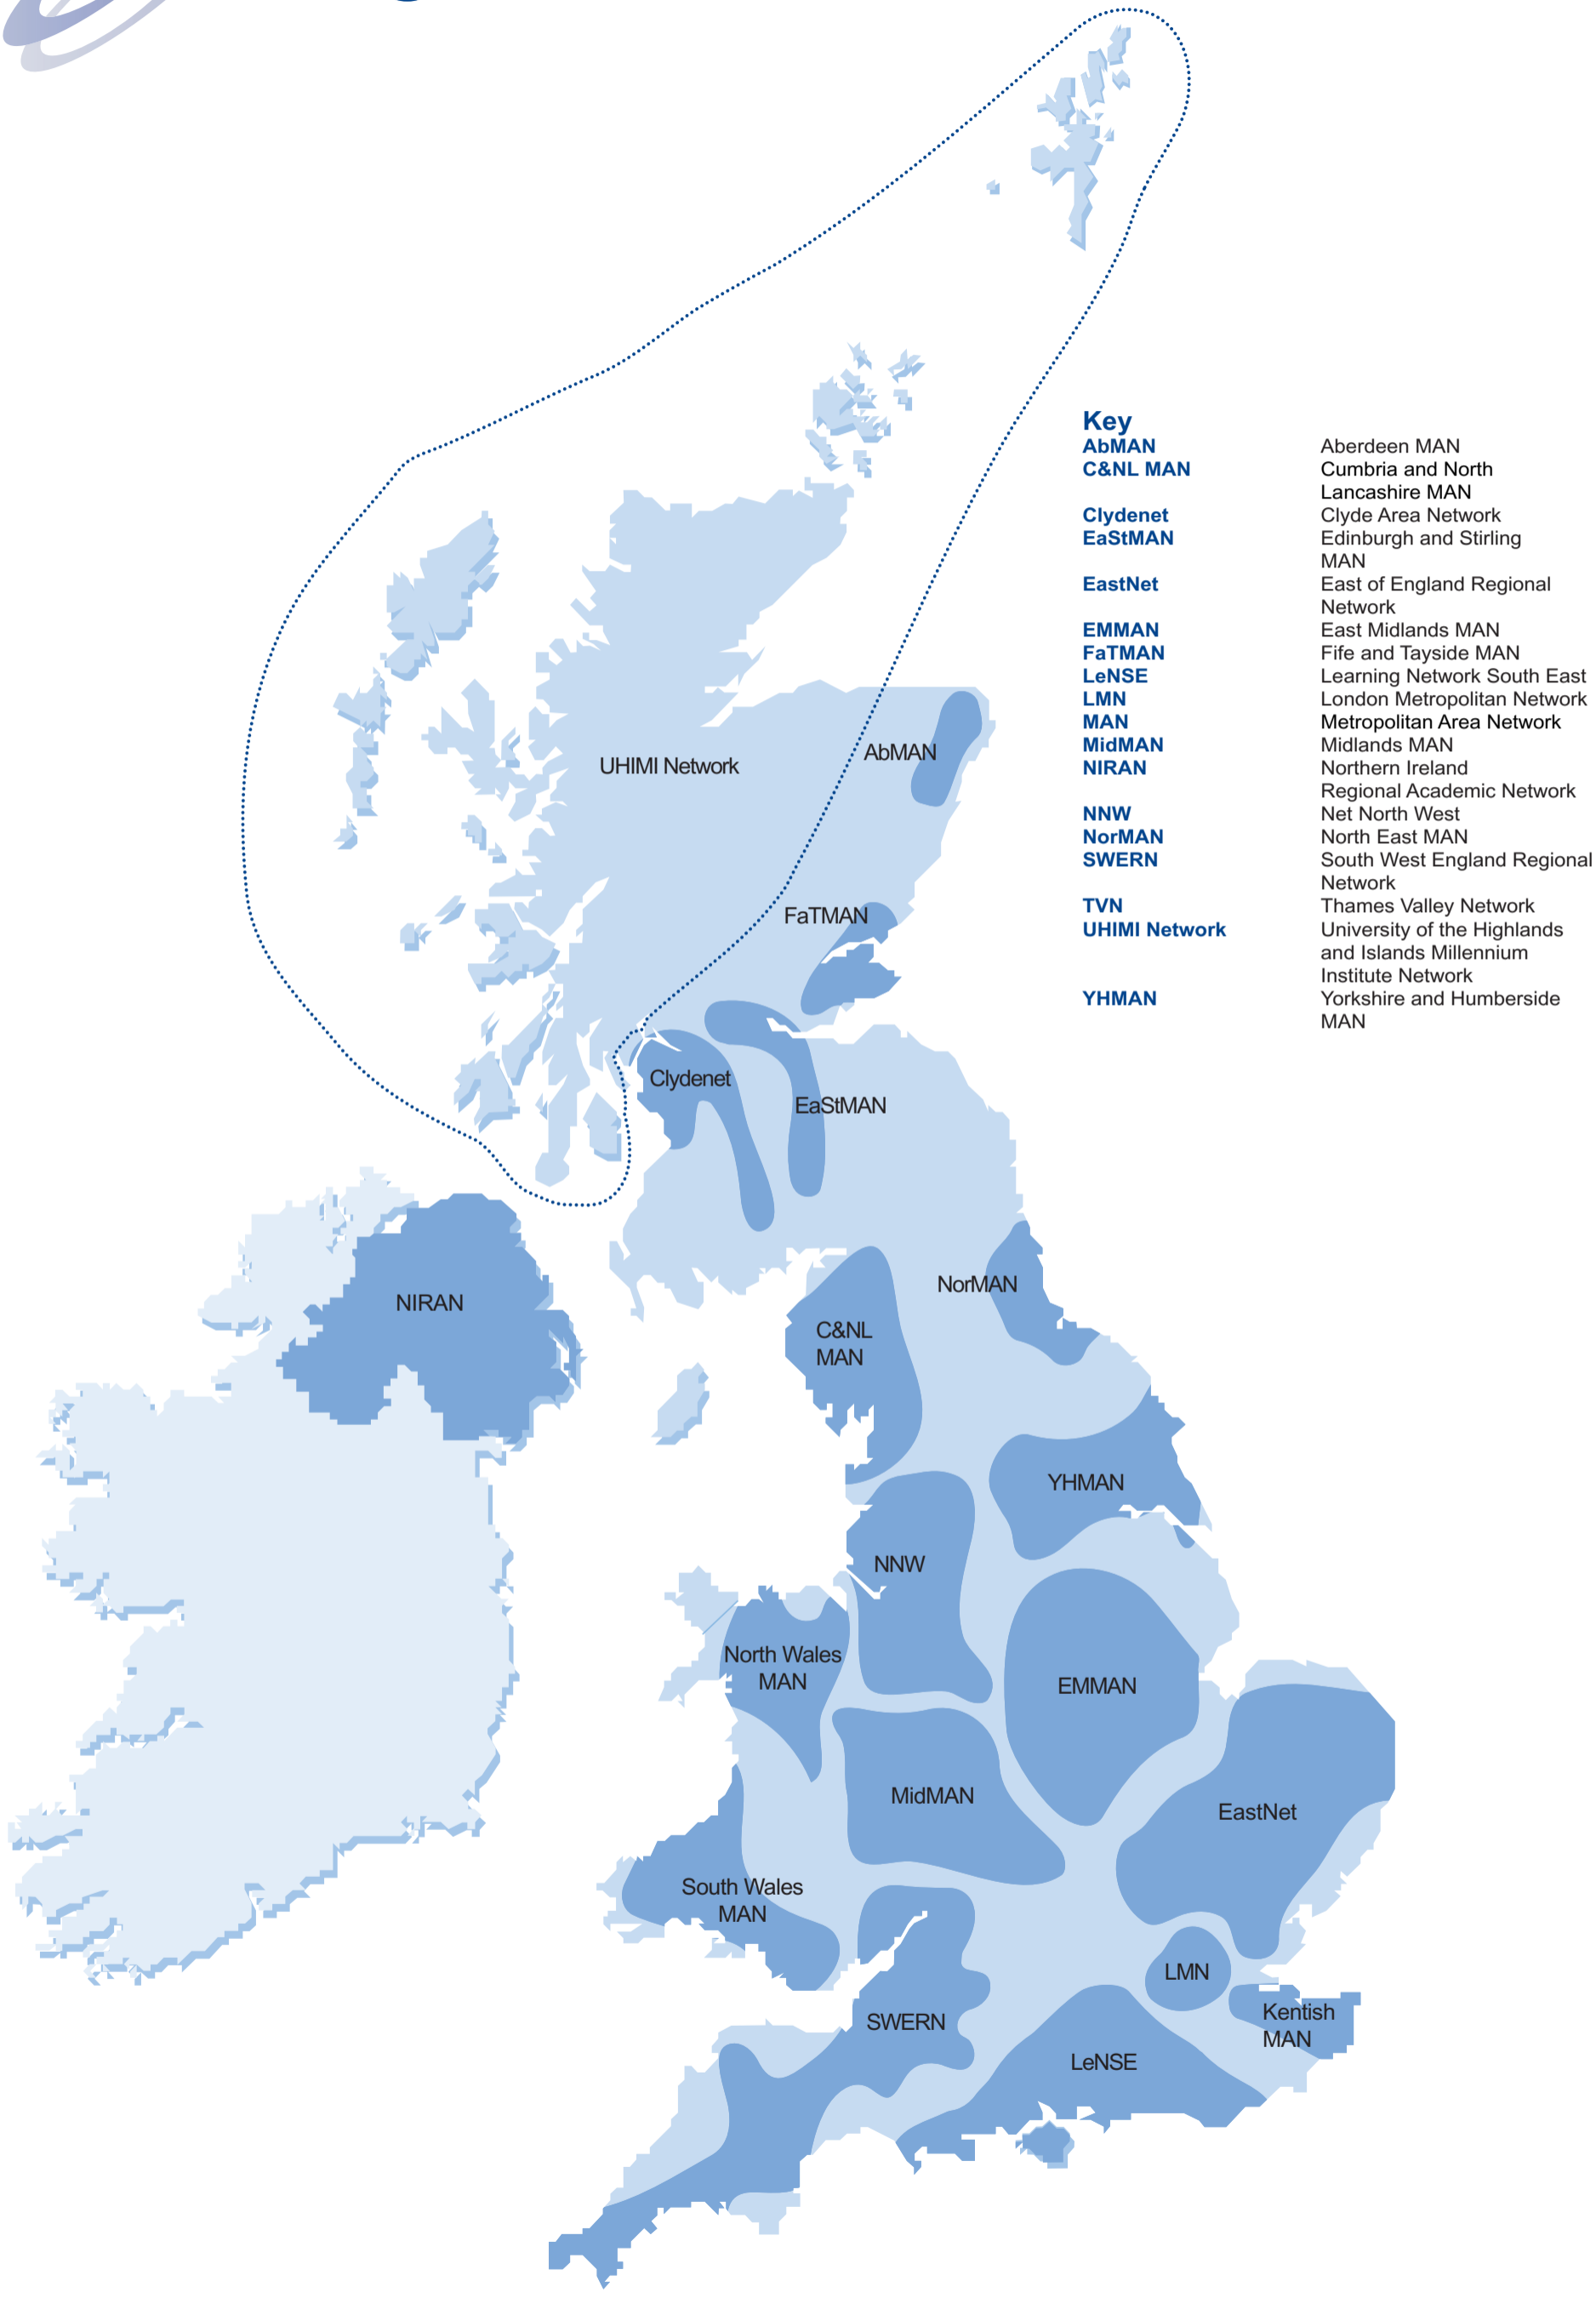 Key
AbMAN Aberdeen MAN
C&NL MAN Cumbria and North
Lancashire MAN
Clydenet Clyde Area Network
EaStMAN Edinburgh and Stirling
MAN
EastNet East of England Regional
Network
EMMAN East Midlands MAN
FaTMAN Fife and Tayside MAN
LeNSE Learning Network South East
LMN London Metropolitan Network
MAN Metropolitan Area Network
MidMAN Midlands MAN
NIRAN Northern Ireland
Regional Academic Network
NNW Net North West
NorMAN North East MAN
SWERN South West England Regional
Network
TVN Thames Valley Network
UHIMI Network University of the Highlands
and Islands Millennium
Institute Network
YHMAN Yorkshire and Humberside
MAN
UHIMI Network
AbMAN
FaTMAN
Clydenet
EaStMAN
NIRAN
NorMAN
C&NL
MAN
YHMAN
NNW
North Wales
MAN
EMMAN
MidMAN
EastNet
South Wales
MAN
LMN
SWERN
Kentish
MAN
LeNSE